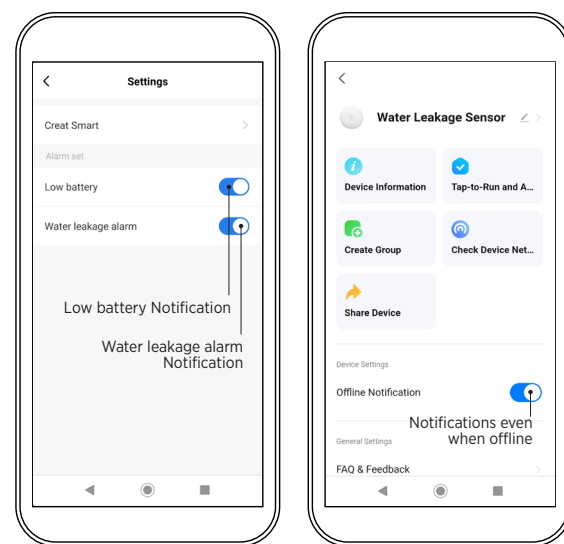 Settings
Creat Smart
Alarm set
Low battery
Water leakage alarm
Low battery Notification
Water leakage alarm
Notification
Water Leakage Sensor
Device Information
Tap-to-Run and A...
Create Group
Check Device Net...
Share Device
Device Settings
Offline Notification
Notifications even
when offline
General Settings
FAQ & Feedback